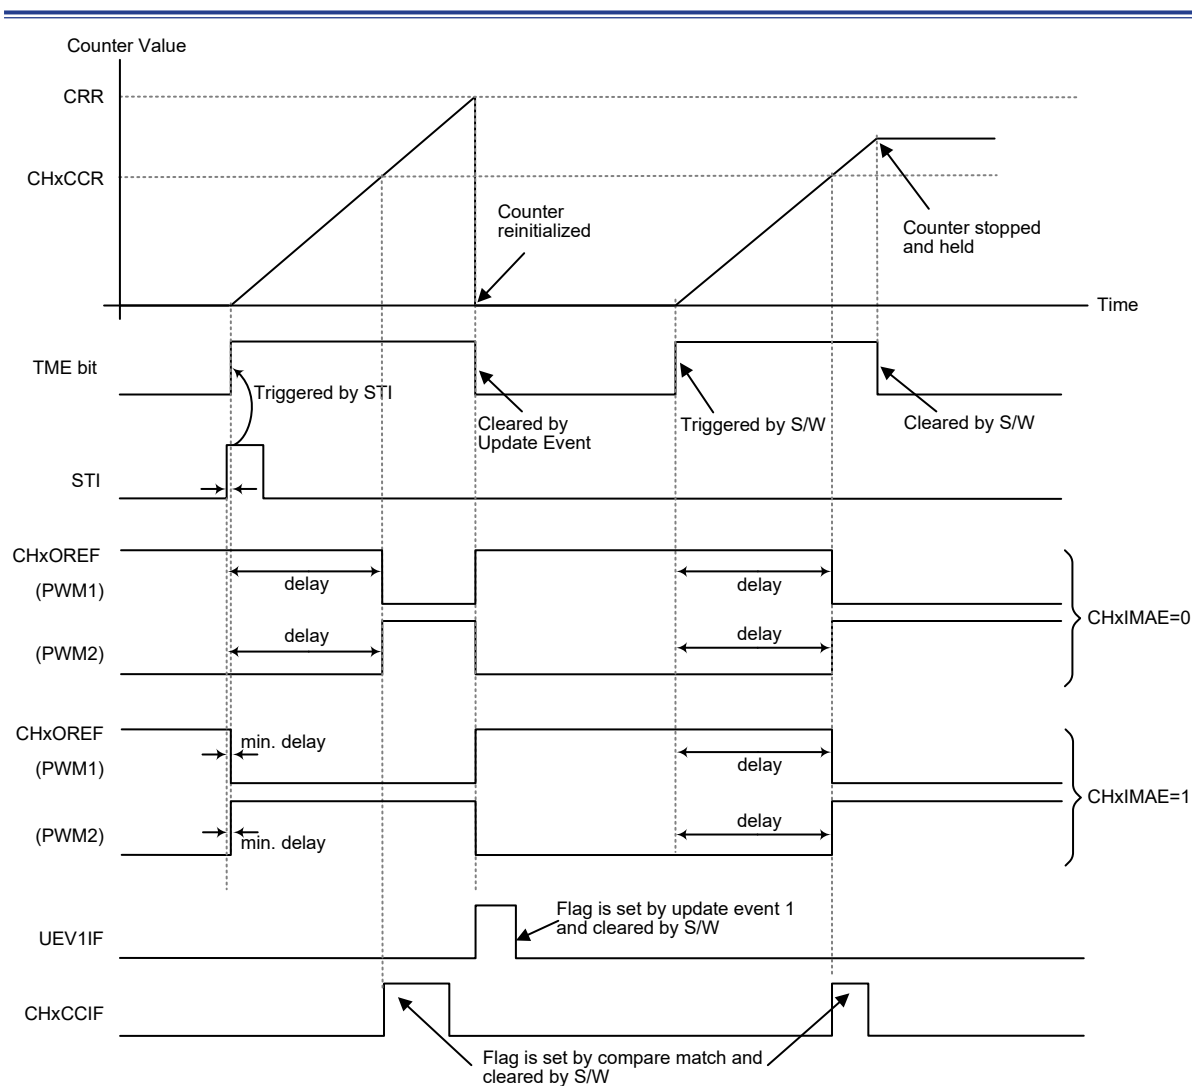 Counter Value
CRR
CHxCCR
Counter
reinitialized
Counter stopped
and held
Time
TME bit
Triggered by STI
Cleared by
Update Event
Triggered by S/W
Cleared by S/W
STI
CHxOREF
(PWM1)
delay
delay
(PWM2)
delay
delay
CHxIMAE=0
CHxOREF
(PWM1)
min. delay
delay
(PWM2)
min. delay
delay
CHxIMAE=1
UEV1IF
Flag is set by update event 1
and cleared by S/W
CHxCCIF
Flag is set by compare match and
cleared by S/W